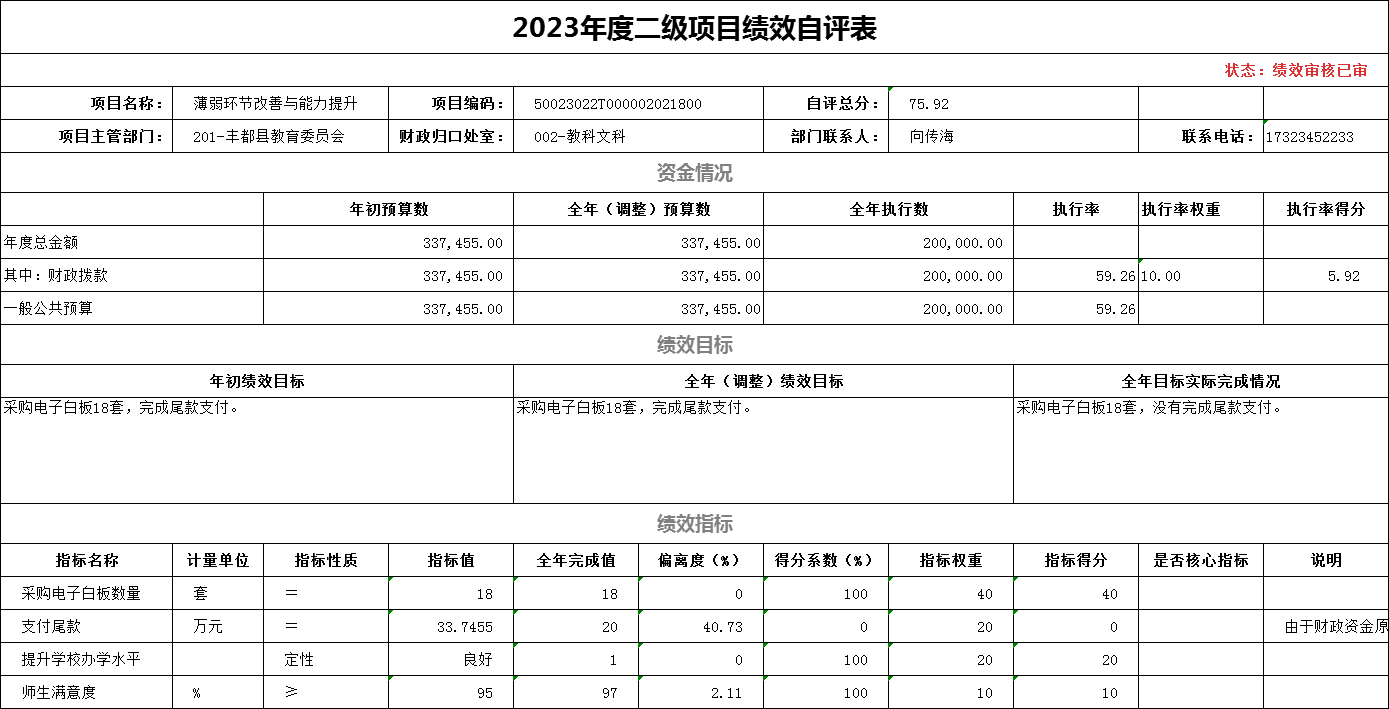 2023年度二级项目绩效自评表
状态：绩效审核已审
项目名称： 薄弱环节改善与能力提升 项目编码： 50023022T000002021800 自评总分： 75.92
项目主管部门： 201-丰都县教育委员会 财政归口处室： 002-教科文科 部门联系人： 向传海 联系电话： 17323452233
资金情况
年初预算数 全年（调整）预算数 全年执行数 执行率 执行率权重 执行率得分
年度总金额 337,455.00 337,455.00 200,000.00
其中：财政拨款 337,455.00 337,455.00 200,000.00 59.26 10.00 5.92
一般公共预算 337,455.00 337,455.00 200,000.00 59.26
绩效目标
年初绩效目标 全年（调整）绩效目标 全年目标实际完成情况
采购电子白板18套，完成尾款支付。 采购电子白板18套，完成尾款支付。 采购电子白板18套，没有完成尾款支付。
绩效指标
指标名称 计量单位 指标性质 指标值 全年完成值 偏离度（%） 得分系数（%） 指标权重 指标得分 是否核心指标 说明
采购电子白板数量 套 ＝ 18 18 0 100 40 40
支付尾款 万元 ＝ 33.7455 20 40.73 0 20 0 由于财政资金原
提升学校办学水平 定性 良好 1 0 100 20 20
师生满意度 % ≥ 95 97 2.11 100 10 10